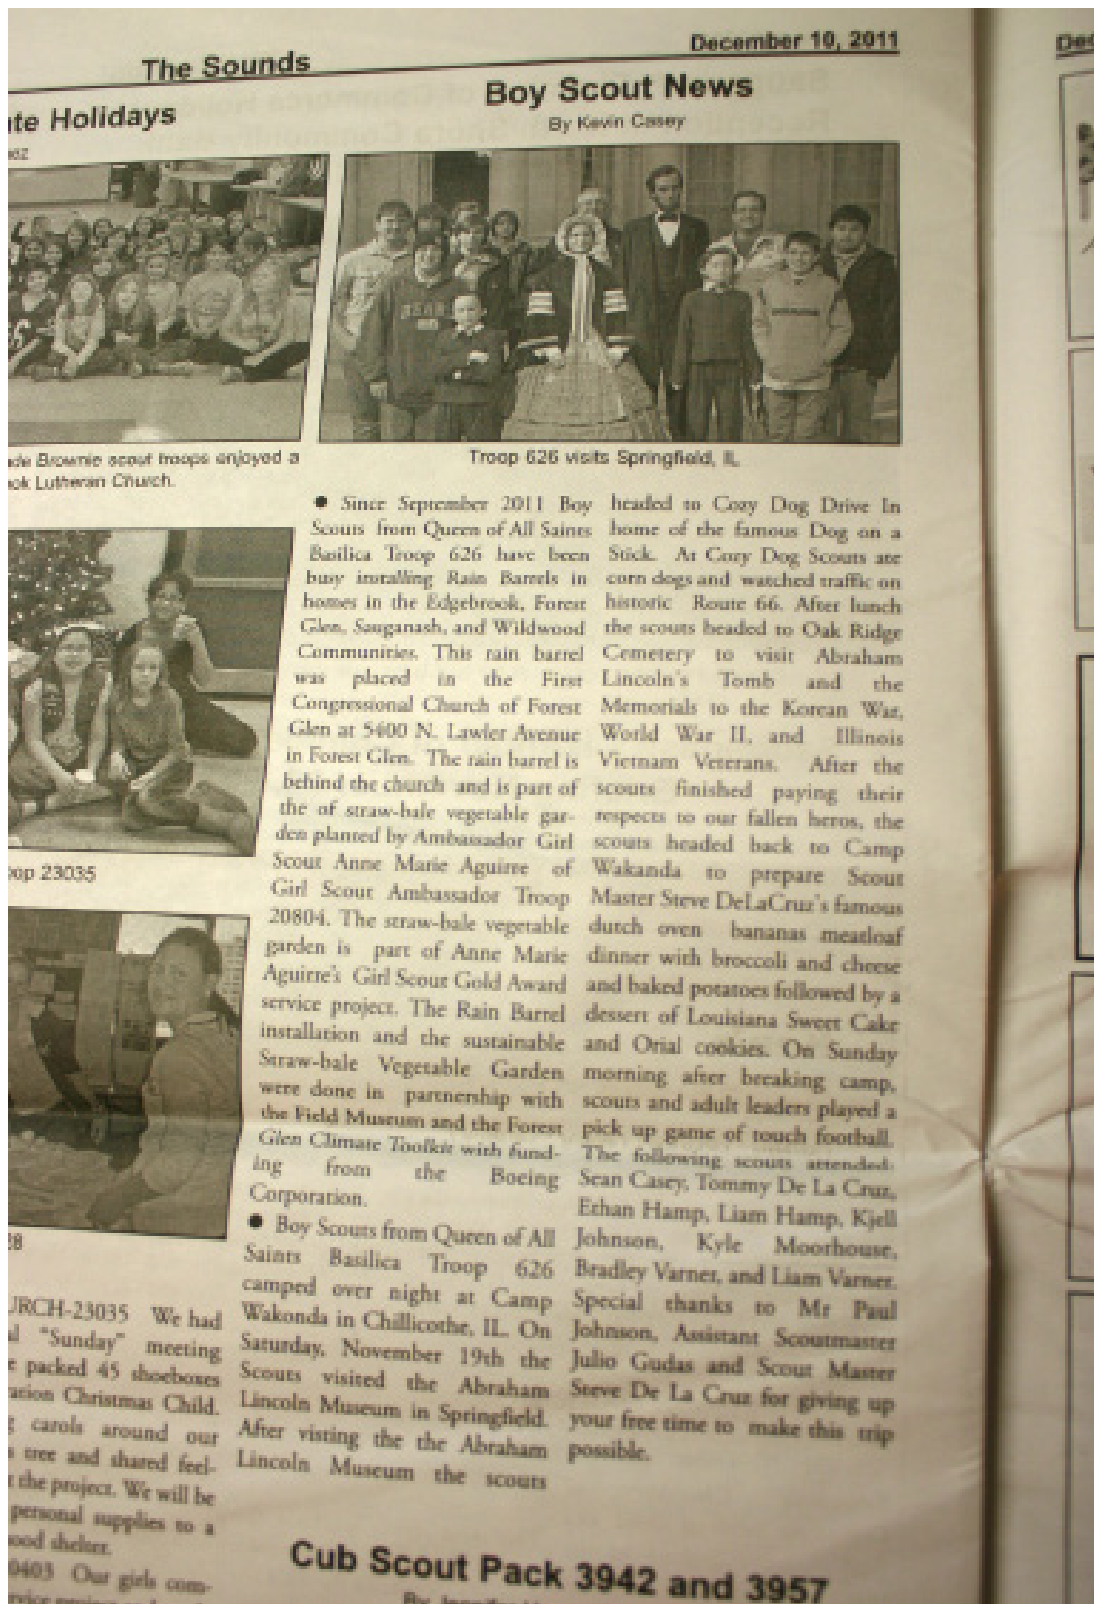 The Sounds
December 10, 2011
Dec
te Holidays
Boy Scout News
By Kevin Casey
Troop 626 visits Springfield, IL
de Brownie scout troops enjoyed a
ok Lutheran Church.
oop 23035
28
URCH-23035 We had
al "Sunday" meeting
e packed 45 shoeboxes
ration Christmas Child.
g carols around our
s tree and shared feel-
t the project. We will be
personal supplies to a
ood shelter.
0403 Our girls com-
● Since September 2011 Boy
Scouts from Queen of All Saints
Basilica Troop 626 have been
busy installing Rain Barrels in
homes in the Edgebrook, Forest
Glen, Sauganash, and Wildwood
Communities. This rain barrel
was placed in the First
Congressional Church of Forest
Glen at 5400 N. Lawler Avenue
in Forest Glen. The rain barrel is
behind the church and is part of
the of straw-bale vegetable gar-
den planted by Ambassador Girl
Scout Anne Marie Aguirre of
Girl Scout Ambassador Troop
20804. The straw-bale vegetable
garden is part of Anne Marie
Aguirre's Girl Scout Gold Award
service project. The Rain Barrel
installation and the sustainable
Straw-bale Vegetable Garden
were done in partnership with
the Field Museum and the Forest
Glen Climate Toolkit with fund-
ing from the Boeing
Corporation.
● Boy Scouts from Queen of All
Saints Basilica Troop 626
camped over night at Camp
Wakonda in Chillicothe, IL. On
Saturday, November 19th the
Scouts visited the Abraham
Lincoln Museum in Springfield.
After visting the the Abraham
Lincoln Museum the scouts
headed to Cozy Dog Drive In
home of the famous Dog on a
Stick. At Cozy Dog Scouts ate
corn dogs and watched traffic on
historic Route 66. After lunch
the scouts headed to Oak Ridge
Cemetery to visit Abraham
Lincoln's Tomb and the
Memorials to the Korean War,
World War II, and Illinois
Vietnam Veterans. After the
scouts finished paying their
respects to our fallen heros, the
scouts headed back to Camp
Wakanda to prepare Scout
Master Steve DeLaCruz's famous
dutch oven bananas meatloaf
dinner with broccoli and cheese
and baked potatoes followed by a
dessert of Louisiana Sweet Cake
and Orial cookies. On Sunday
morning after breaking camp,
scouts and adult leaders played a
pick up game of touch football.
The following scouts attended:
Sean Casey, Tommy De La Cruz,
Ethan Hamp, Liam Hamp, Kjell
Johnson, Kyle Moorhouse,
Bradley Varner, and Liam Varner.
Special thanks to Mr Paul
Johnson, Assistant Scoutmaster
Julio Gudas and Scout Master
Steve De La Cruz for giving up
your free time to make this trip
possible.
Cub Scout Pack 3942 and 3957